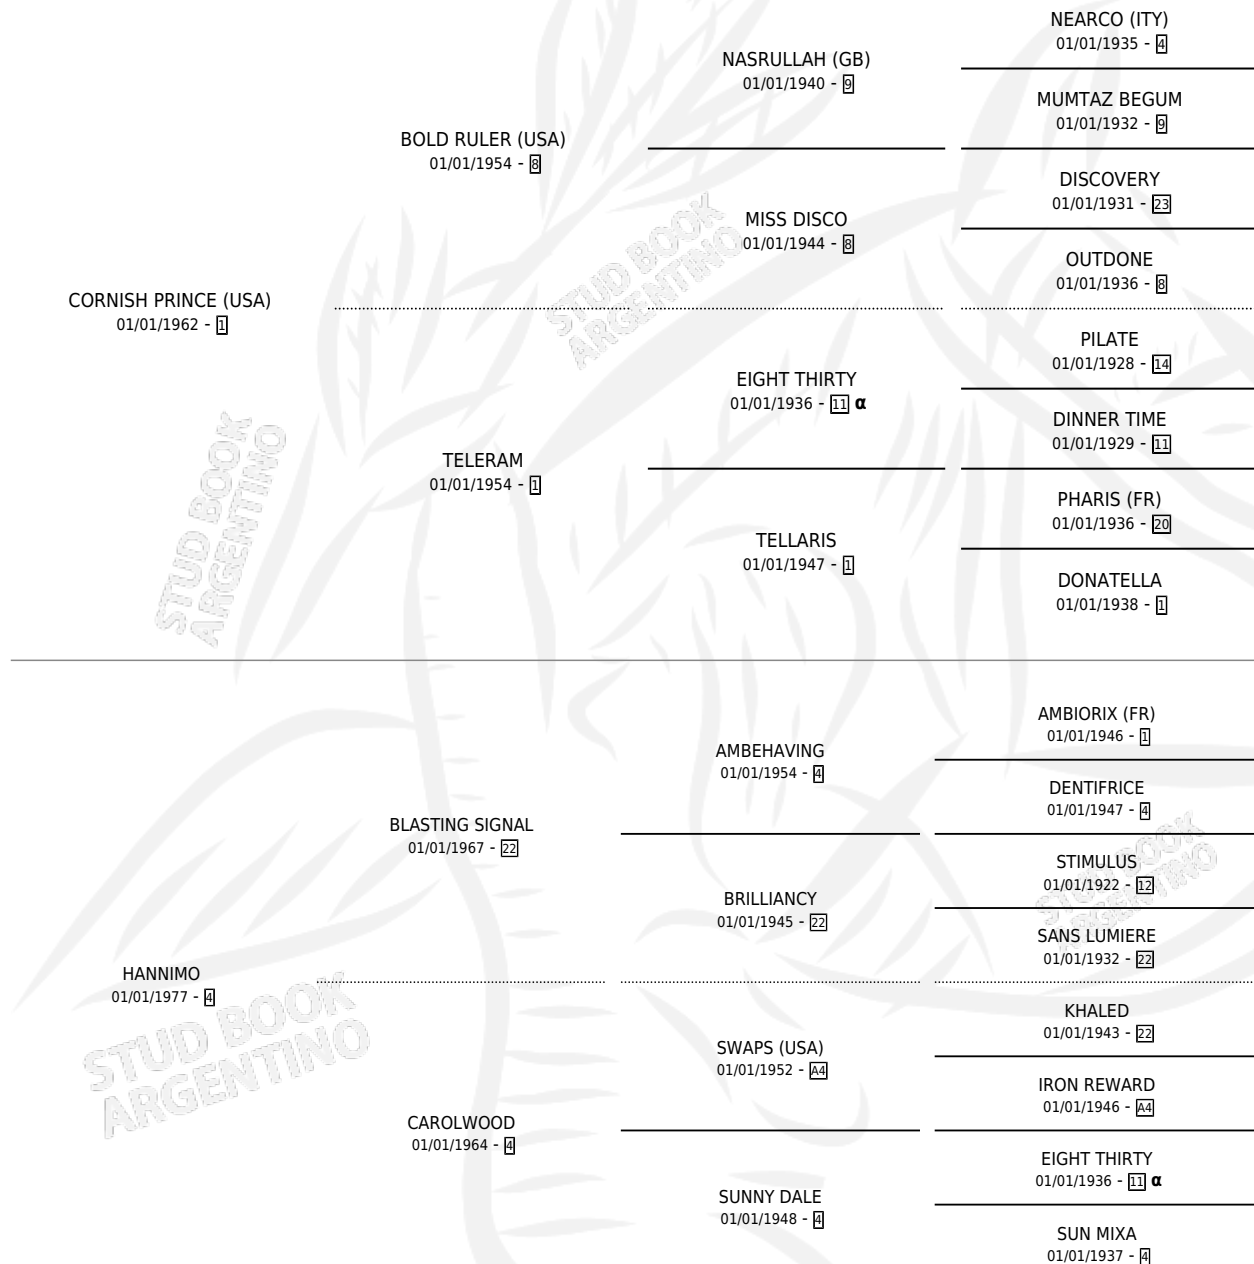 NEARCO (ITY)
01/01/1935 - 4
NASRULLAH (GB)
01/01/1940 - 9
MUMTAZ BEGUM
01/01/1932 - 9
BOLD RULER (USA)
01/01/1954 - 8
DISCOVERY
01/01/1931 - 23
MISS DISCO
01/01/1944 - 8
OUTDONE
01/01/1936 - 8
CORNISH PRINCE (USA)
01/01/1962 - 1
PILATE
01/01/1928 - 14
EIGHT THIRTY
01/01/1936 - 11 α
DINNER TIME
01/01/1929 - 11
TELERAM
01/01/1954 - 1
PHARIS (FR)
01/01/1936 - 20
TELLARIS
01/01/1947 - 1
DONATELLA
01/01/1938 - 1
STUD BOOK
ARGENTINO
STUD BOOK
ARGENTINO
AMBIORIX (FR)
01/01/1946 - 1
AMBEHAVING
01/01/1954 - 4
DENTIFRICE
01/01/1947 - 4
BLASTING SIGNAL
01/01/1967 - 22
STIMULUS
01/01/1922 - 12
BRILLIANCY
01/01/1945 - 22
SANS LUMIERE
01/01/1932 - 22
HANNIMO
01/01/1977 - 4
KHALED
01/01/1943 - 22
SWAPS (USA)
01/01/1952 - A4
IRON REWARD
01/01/1946 - A4
CAROLWOOD
01/01/1964 - 4
EIGHT THIRTY
01/01/1936 - 11 α
SUNNY DALE
01/01/1948 - 4
SUN MIXA
01/01/1937 - 4
STUD BOOK
ARGENTINO
STUD BOOK
ARGENTINO